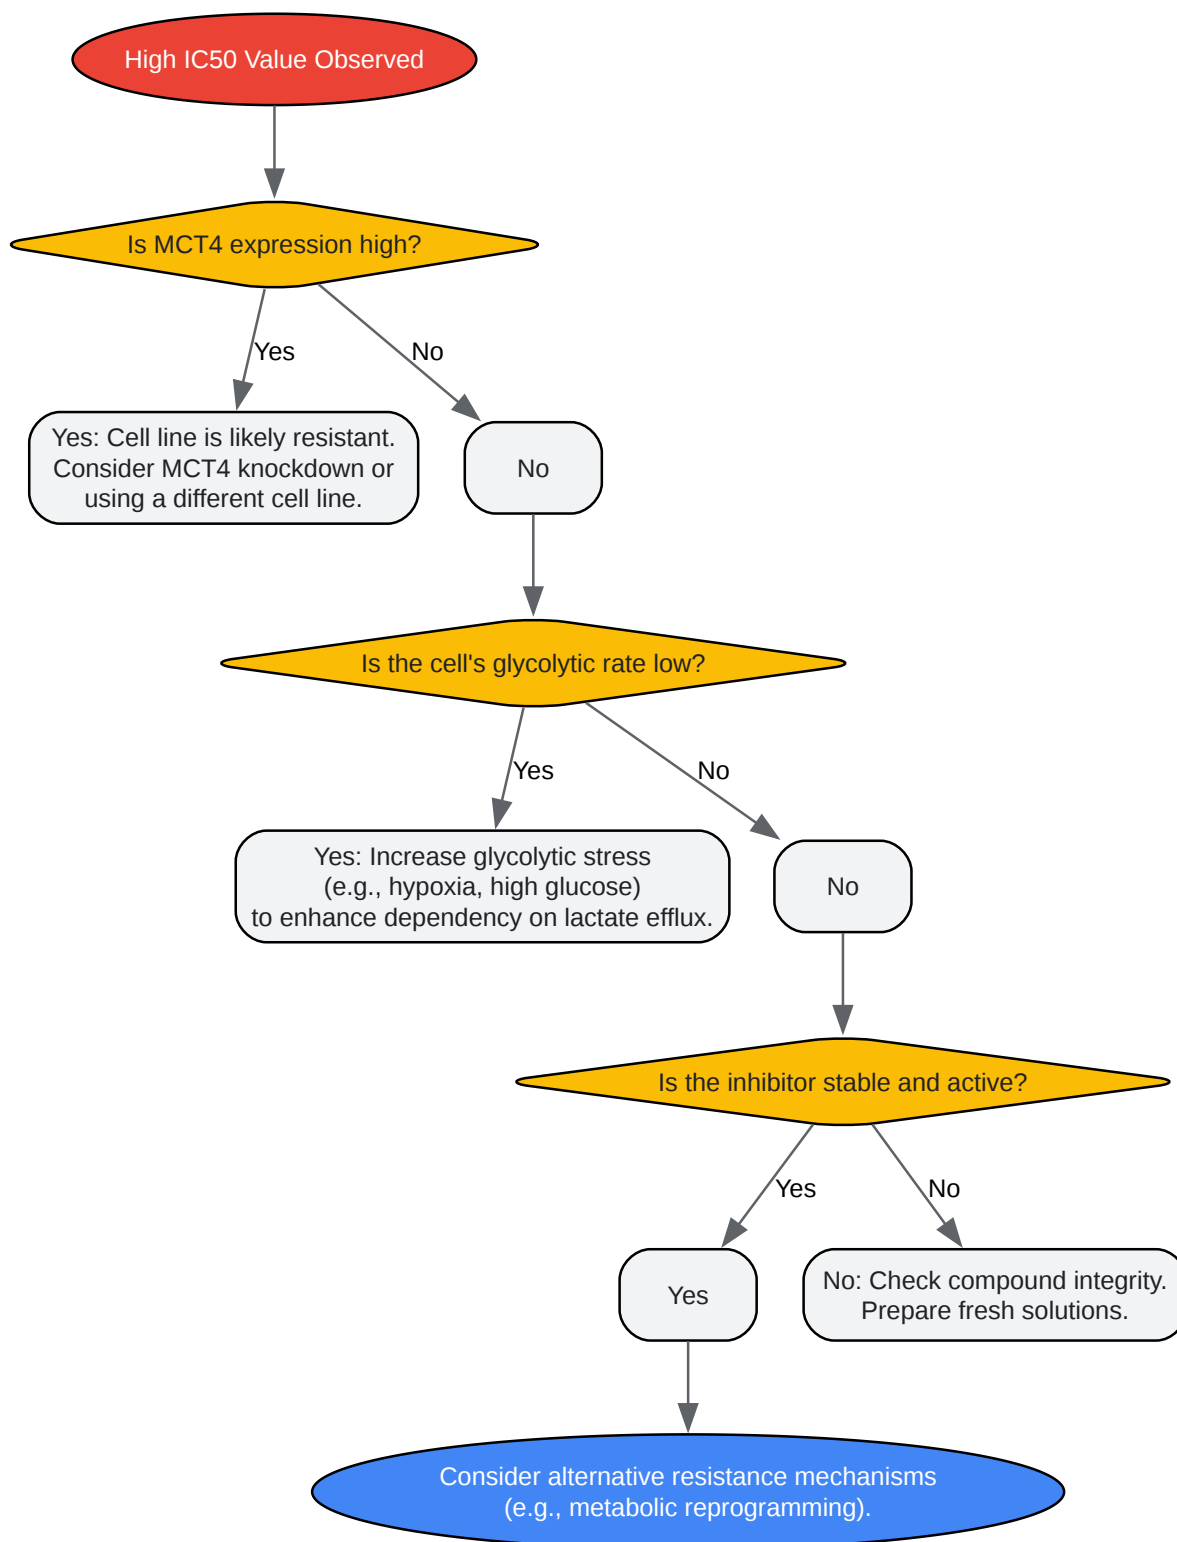 High IC50 Value Observed
Is MCT4 expression high?
Yes
No
Yes: Cell line is likely resistant.
Consider MCT4 knockdown or
using a different cell line.
No
Is the cell's glycolytic rate low?
Yes
No
Yes: Increase glycolytic stress
(e.g., hypoxia, high glucose)
to enhance dependency on lactate efflux.
No
Is the inhibitor stable and active?
Yes
No
Yes
No: Check compound integrity.
Prepare fresh solutions.
Consider alternative resistance mechanisms
(e.g., metabolic reprogramming).